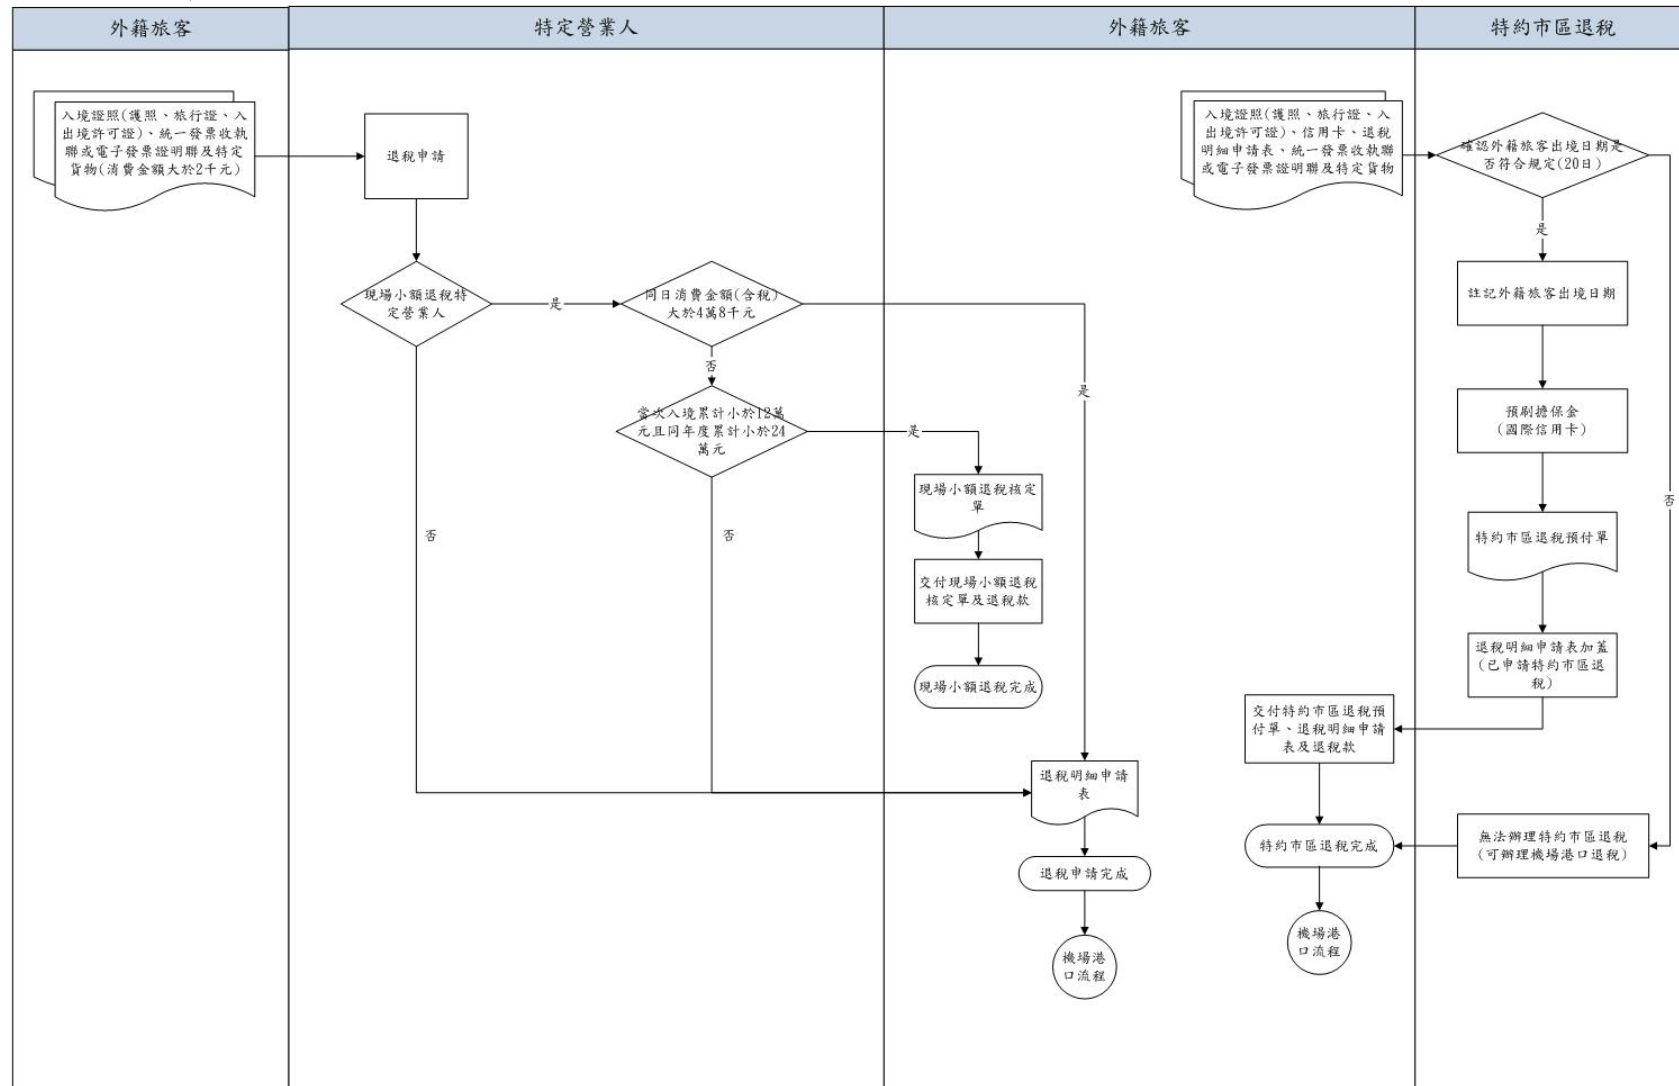 外籍旅客
特定營業人
外籍旅客
特約市區退稅
入境證照(護照、旅行證、入
出境許可證)、統一發票收執
聯或電子發票證明聯及特定
貨物(消費金額大於2千元)
退稅申請
現場小額退稅特
定營業人
是
同日消費金額(含稅)
大於4萬8千元
否
當次入境累計小於12萬
元且同年度累計小於24
萬元
是
是
否
否
現場小額退稅核定
單
交付現場小額退稅
核定單及退稅款
現場小額退稅完成
退稅明細申請
表
退稅申請完成
機場港
口流程
入境證照(護照、旅行證、入
出境許可證)、信用卡、退稅
明細申請表、統一發票收執聯
或電子發票證明聯及特定貨物
確認外籍旅客出境日期是
否符合規定(20日)
是
註記外籍旅客出境日期
預刷擔保金
(國際信用卡)
否
特約市區退稅預付單
退稅明細申請表加蓋
(已申請特約市區退
稅)
交付特約市區退稅預
付單、退稅明細申請
表及退稅款
特約市區退稅完成
無法辦理特約市區退稅
(可辦理機場港口退稅)
機場港
口流程